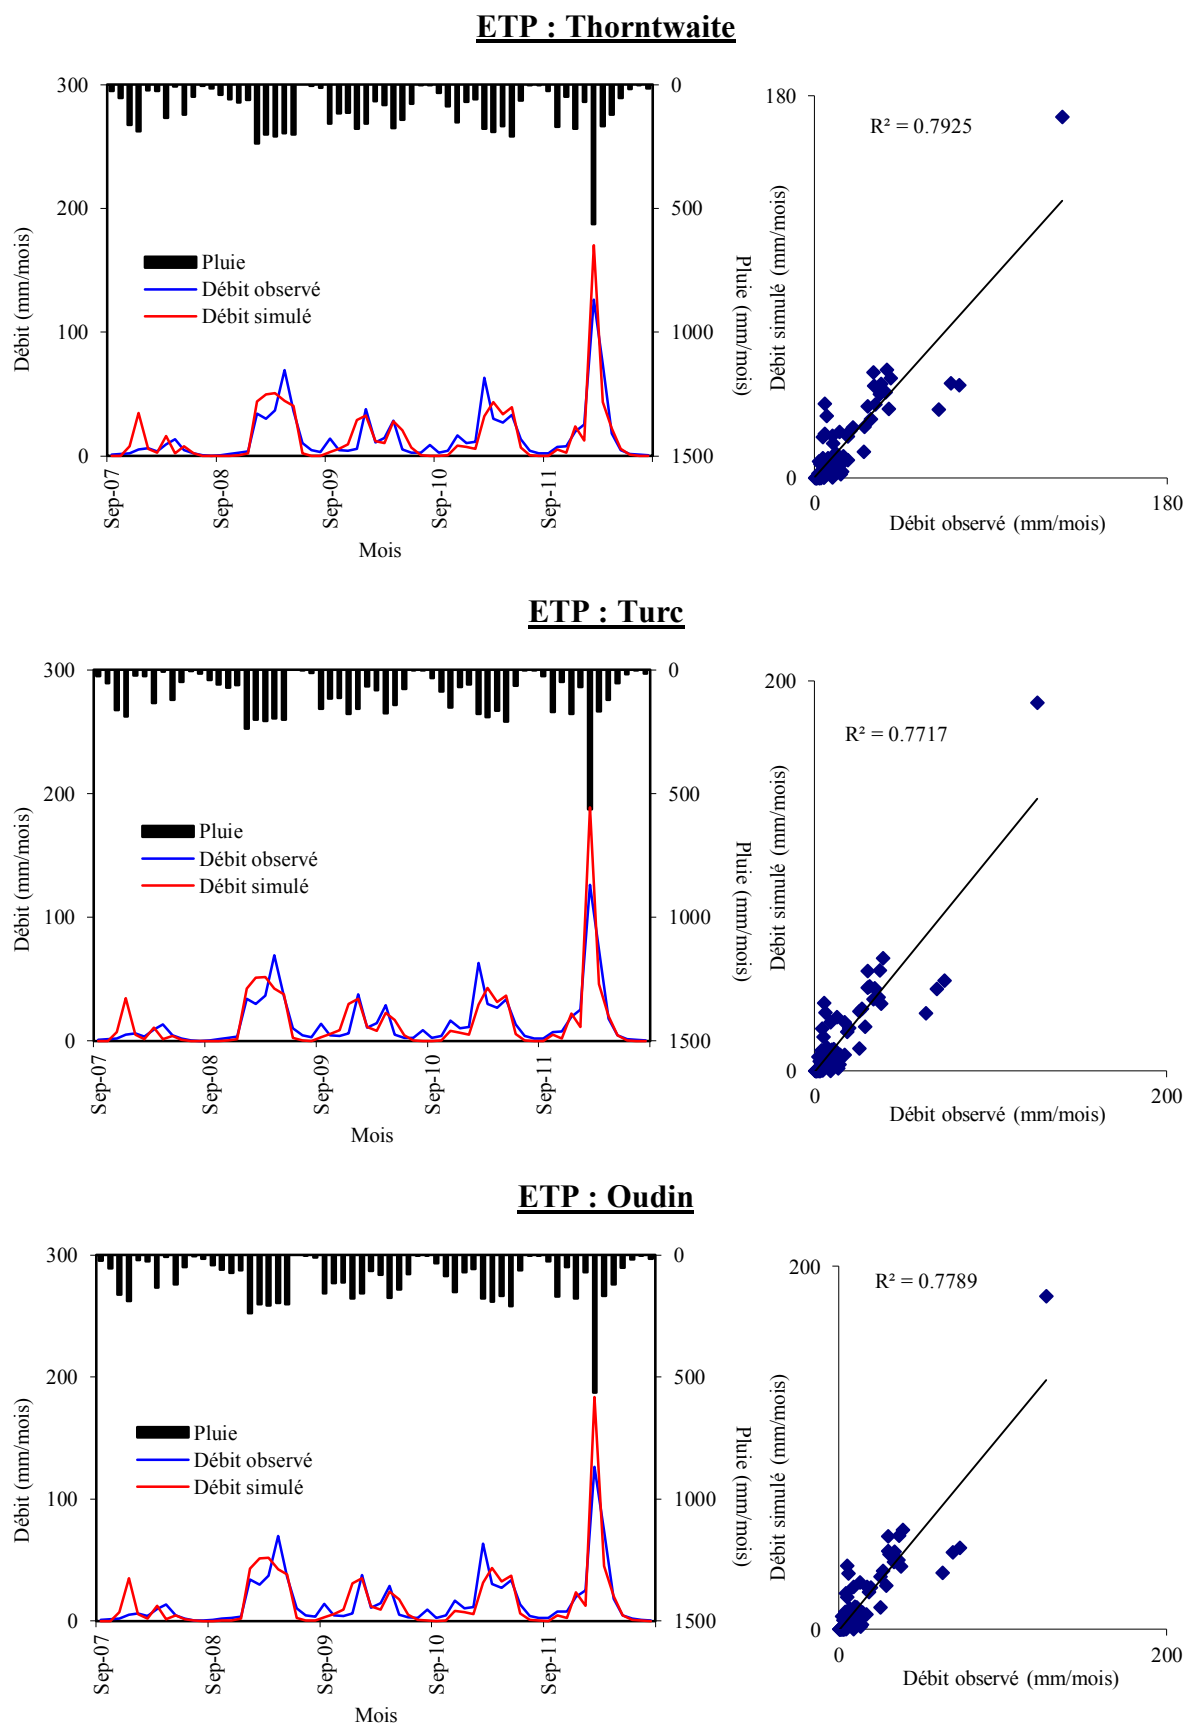 ETP : Thorntwaite
300
200
100
0
Débit (mm/mois)
0
500
1000
1500
Pluie (mm/mois)
Pluie
Débit observé
Débit simulé
Sep-07
Sep-08
Sep-09
Sep-10
Sep-11
Mois
180
R² = 0.7925
Débit simulé (mm/mois)
0
0
180
Débit observé (mm/mois)
ETP : Turc
300
200
100
0
Débit (mm/mois)
0
500
1000
1500
Pluie (mm/mois)
Pluie
Débit observé
Débit simulé
Sep-07
Sep-08
Sep-09
Sep-10
Sep-11
Mois
200
R² = 0.7717
Débit simulé (mm/mois)
0
0
200
Débit observé (mm/mois)
ETP : Oudin
300
200
100
0
Débit (mm/mois)
0
500
1000
1500
Pluie (mm/mois)
Pluie
Débit observé
Débit simulé
Sep-07
Sep-08
Sep-09
Sep-10
Sep-11
Mois
200
R² = 0.7789
Débit simulé (mm/mois)
0
0
200
Débit observé (mm/mois)